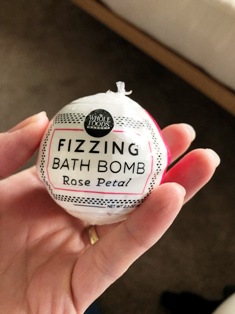 WHOLE
FOODS
FIZZING
BATH BOMB
Rose Petal